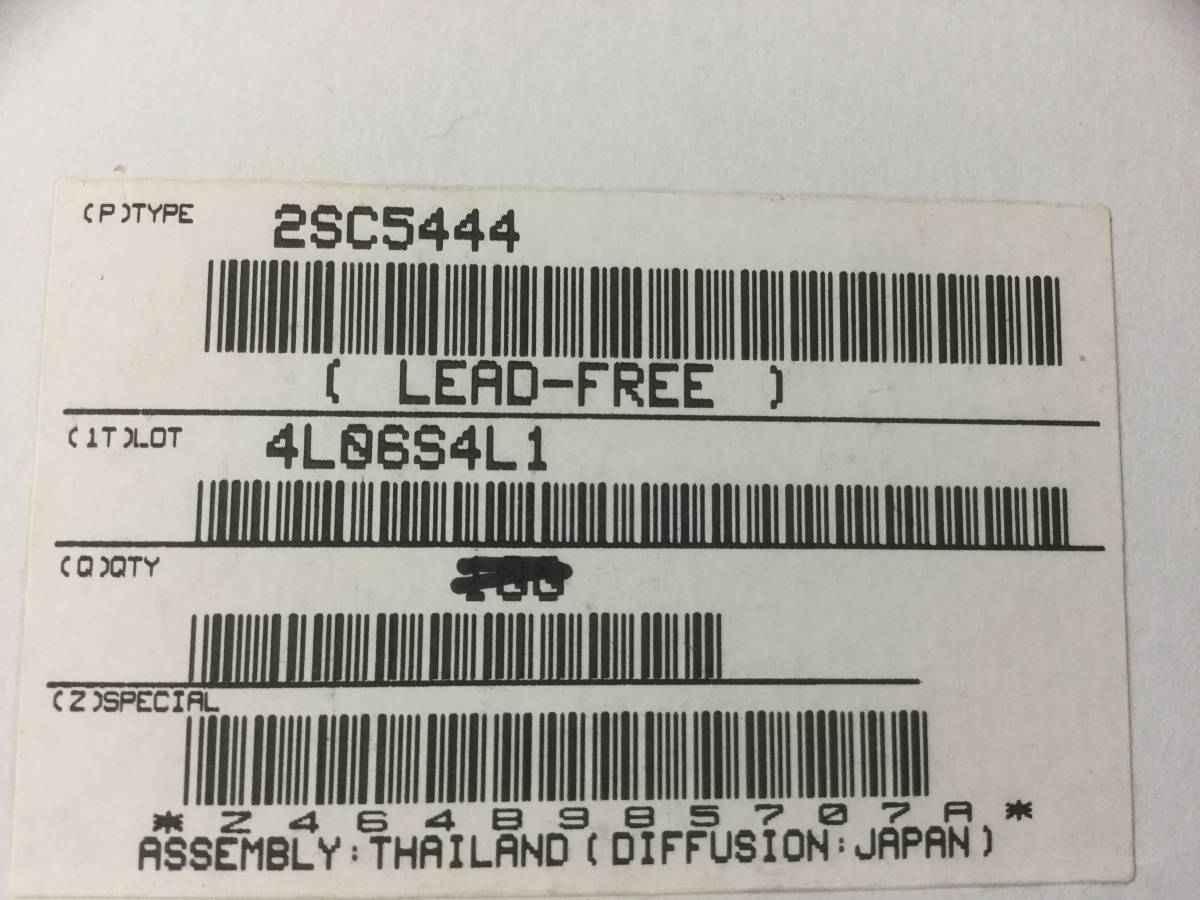 (P)TYPE 2SC5444
( LEAD-FREE )
(1T)LOT 4L06S4L1
(Q)QTY 100
(Z)SPECIAL
* Z 4 6 4 8 9 8 5 7 0 7 A *
ASSEMBLY:THAILAND(DIFFUSION:JAPAN)